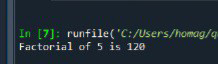 In [7]: runfile('C:/Users/homag/q
Factorial of 5 is 120